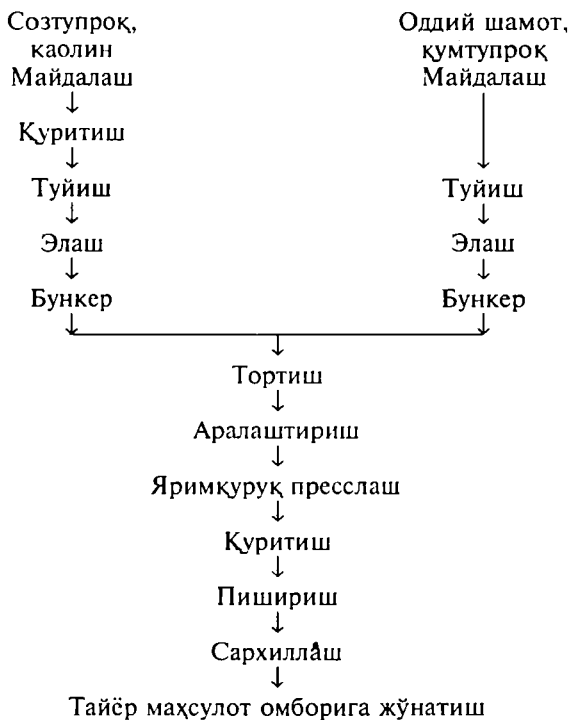 Созтупроқ,
каолин
Майдалаш
Қуритиш
Туйиш
Элаш
Бункер
Оддий шамот,
қумтупроқ
Майдалаш
Туйиш
Элаш
Бункер
Тортиш
Аралаштириш
Яримқуруқ пресслаш
Қуритиш
Пишириш
Сархиллаш
Тайёр маҳсулот омборига жўнатиш